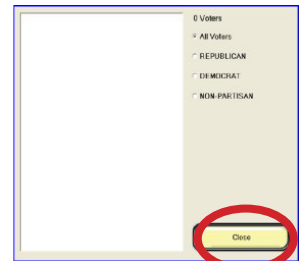 0 Voters
All Voters
REPUBLICAN
DEMOCRAT
NON-PARTISAN
Close